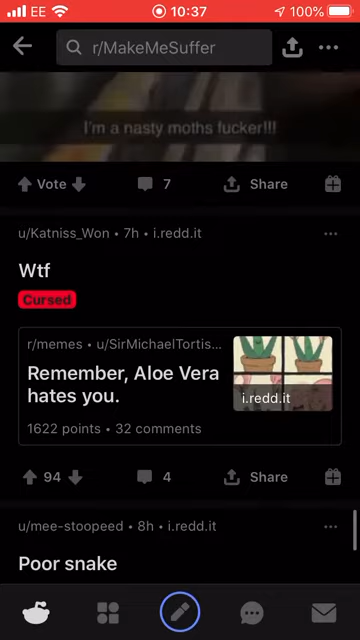 EE 10:37 100%
r/MakeMeSuffer
I'm a nasty moths fucker!!!
Vote 7 Share
u/Katniss_Won • 7h • i.redd.it
Wtf
Cursed
r/memes • u/SirMichaelTortis...
Remember, Aloe Vera
hates you.
i.redd.it
1622 points • 32 comments
94 4 Share
u/mee-stoopeed • 8h • i.redd.it
Poor snake